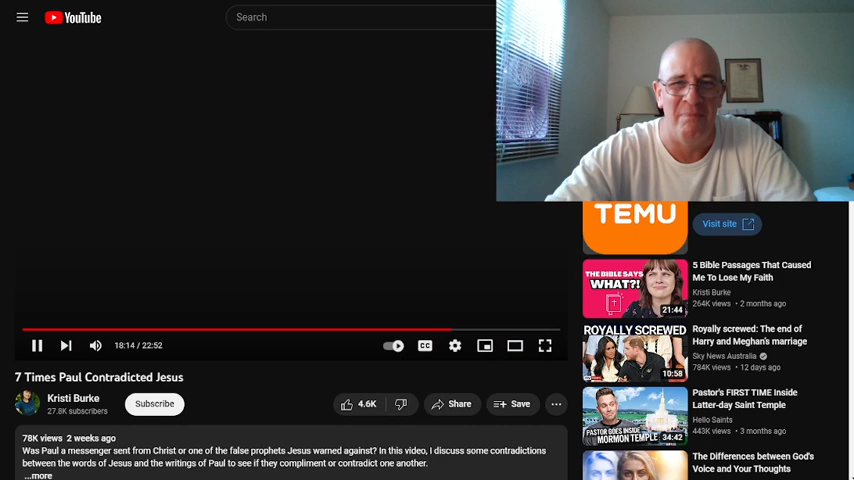 YouTube
Search
TEMU
Visit site
THE BIBLE SAYS
WHAT?!
21:44
5 Bible Passages That Caused
Me To Lose My Faith
Kristi Burke
264K views • 2 months ago
ROYALLY SCREWED
10:58
Royally screwed: The end of
Harry and Meghan's marriage
Sky News Australia
784K views • 12 days ago
18:14 / 22:52
CC
7 Times Paul Contradicted Jesus
Kristi Burke
27.8K subscribers
Subscribe
4.6K
Share
Save
PASTOR GOES INSIDE
MORMON TEMPLE
34:42
Pastor's FIRST TIME Inside
Latter-day Saint Temple
Hello Saints
443K views • 3 months ago
78K views 2 weeks ago
Was Paul a messenger sent from Christ or one of the false prophets Jesus warned against? In this video, I discuss some contradictions
between the words of Jesus and the writings of Paul to see if they compliment or contradict one another.
...more
The Differences between God's
Voice and Your Thoughts